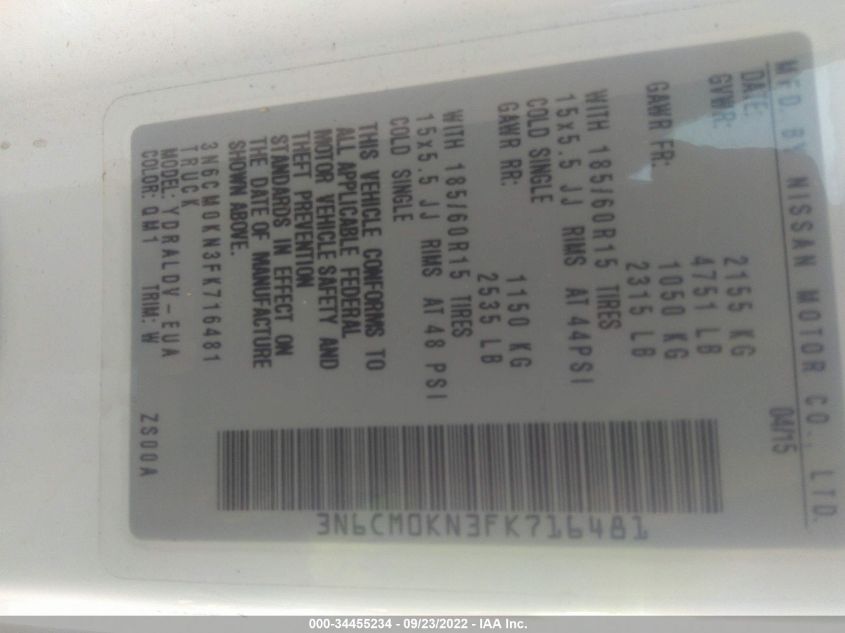 MFD BY NISSAN MOTOR CO., LTD.
DATE: 04/15
GVWR: 2155 KG
4751 LB
GAWR FR: 1050 KG
2315 LB
WITH 185/60R15 TIRES
15x5.5 JJ RIMS AT 44PSI
COLD SINGLE
GAWR RR: 1150 KG
2535 LB
WITH 185/60R15 TIRES
15x5.5 JJ RIMS AT 48 PSI
COLD SINGLE
THIS VEHICLE CONFORMS TO
ALL APPLICABLE FEDERAL
MOTOR VEHICLE SAFETY AND
THEFT PREVENTION
STANDARDS IN EFFECT ON
THE DATE OF MANUFACTURE
SHOWN ABOVE.
3N6CM0KN3FK716481
TRUCK
MODEL: YDRALDV-EUA
COLOR: QM1 TRIM: W ZS00A
3N6CM0KN3FK716481
000-34455234 - 09/23/2022 - IAA Inc.